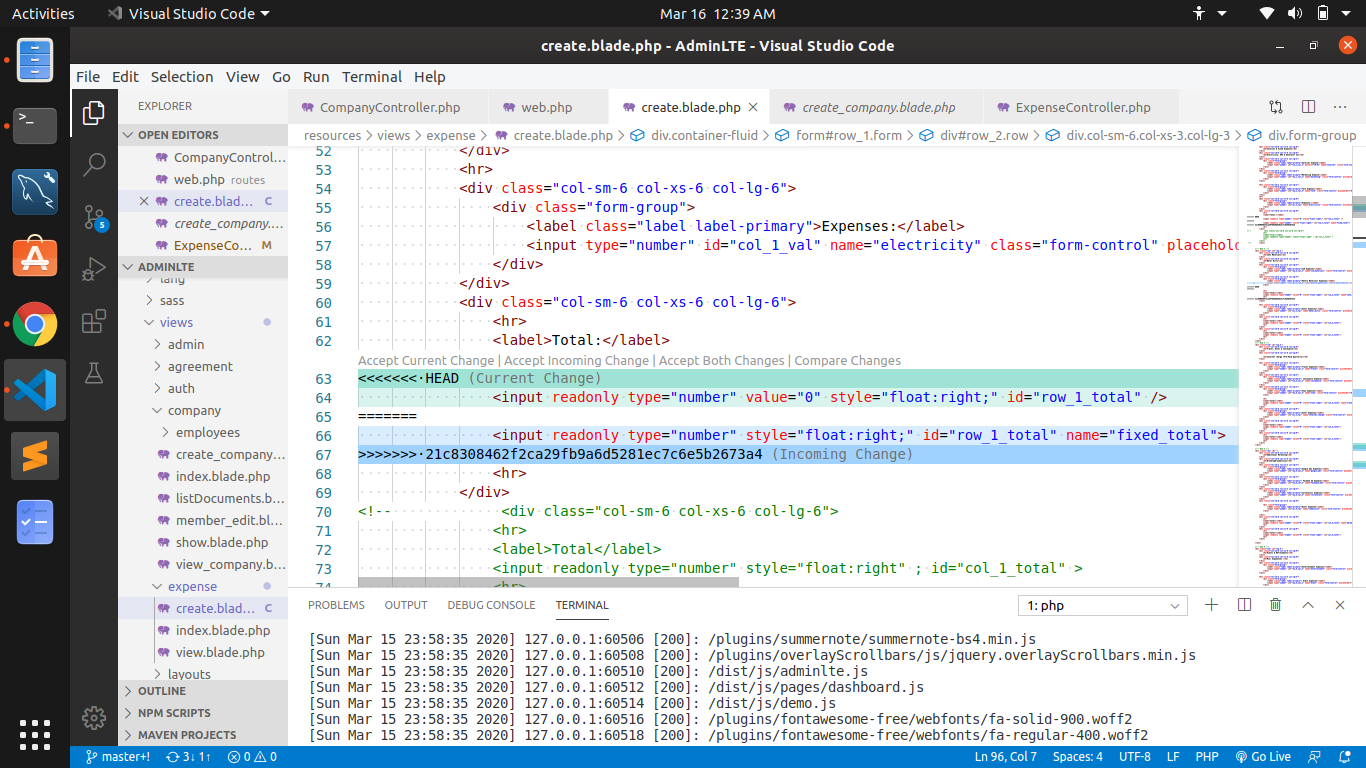 Activities
Visual Studio Code
Mar 16 12:39 AM
create.blade.php - AdminLTE - Visual Studio Code
File Edit Selection View Go Run Terminal Help
EXPLORER
OPEN EDITORS
CompanyControl...
web.php routes
create.blad... C
create_company....
ExpenseCo... M
ADMINLTE
lang
sass
views
admin
agreement
auth
company
employees
create_company...
index.blade.php
listDocuments.b...
member_edit.bl...
show.blade.php
view_company.b...
expense
create.blad... C
index.blade.php
view.blade.php
layouts
OUTLINE
NPM SCRIPTS
MAVEN PROJECTS
5
CompanyController.php
web.php
create.blade.php
create_company.blade.php
ExpenseController.php
resources > views > expense > create.blade.php > div.container-fluid > form#row_1.form > div#row_2.row > div.col-sm-6.col-xs-3.col-lg-3 > div.form-group
52 </div>
53 <hr>
54 <div class="col-sm-6 col-xs-6 col-lg-6">
55 <div class="form-group">
56 <label class="label label-primary">Expenses:</label>
57 <input type="number" id="col_1_val" name="electricity" class="form-control" placehold
58 </div>
59 </div>
60 <div class="col-sm-6 col-xs-6 col-lg-6">
61 <hr>
62 <label>Total:</label>
Accept Current Change | Accept Incoming Change | Accept Both Changes | Compare Changes
63 <<<<<<< HEAD (Current Change)
64 <input readonly type="number" value="0" style="float:right;" id="row_1_total" />
65 =======
66 <input readonly type="number" style="float:right;" id="row_1_total" name="fixed_total">
67 >>>>>>> 21c8308462f2ca29fb9a6d5281ec7c6e5b2673a4 (Incoming Change)
68 <hr>
69 </div>
70 <!-- <div class="col-sm-6 col-xs-6 col-lg-6">
71 <hr>
72 <label>Total</label>
73 <input readonly type="number" style="float:right" ; id="col_1_total" >
74 <hr>
PROBLEMS OUTPUT DEBUG CONSOLE TERMINAL
1: php
[Sun Mar 15 23:58:35 2020] 127.0.0.1:60506 [200]: /plugins/summernote/summernote-bs4.min.js
[Sun Mar 15 23:58:35 2020] 127.0.0.1:60508 [200]: /plugins/overlayScrollbars/js/jquery.overlayScrollbars.min.js
[Sun Mar 15 23:58:35 2020] 127.0.0.1:60510 [200]: /dist/js/adminlte.js
[Sun Mar 15 23:58:35 2020] 127.0.0.1:60512 [200]: /dist/js/pages/dashboard.js
[Sun Mar 15 23:58:35 2020] 127.0.0.1:60514 [200]: /dist/js/demo.js
[Sun Mar 15 23:58:35 2020] 127.0.0.1:60516 [200]: /plugins/fontawesome-free/webfonts/fa-solid-900.woff2
[Sun Mar 15 23:58:35 2020] 127.0.0.1:60518 [200]: /plugins/fontawesome-free/webfonts/fa-regular-400.woff2
master+! 3↓ 1↑ 0 0
Ln 96, Col 7 Spaces: 4 UTF-8 LF PHP Go Live